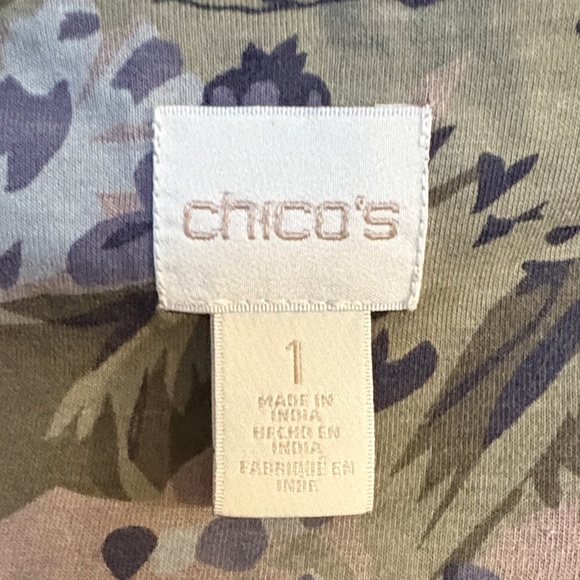 chico's
1
MADE IN
INDIA
HECHO EN
INDIA
FABRIQUÉ EN
INDE